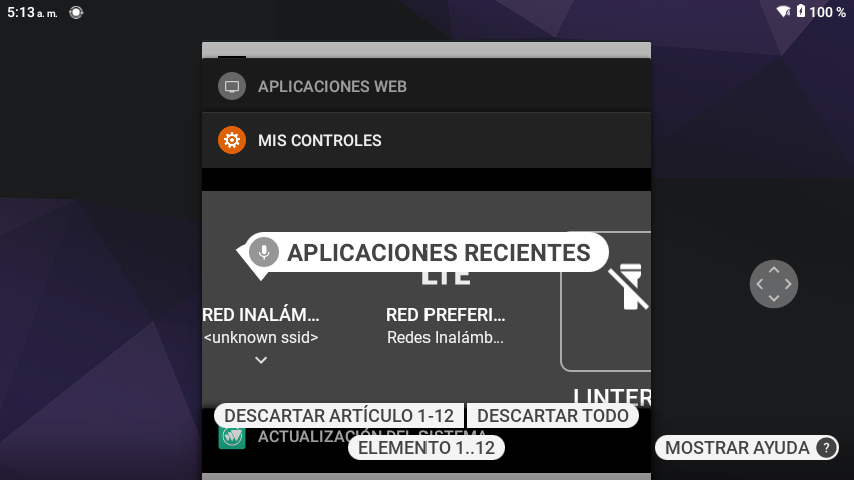 5:13 a. m.
100 %
APLICACIONES WEB
MIS CONTROLES
APLICACIONES RECIENTES
LTE
RED INALÁM...
RED PREFERI...
<unknown ssid>
Redes Inalámb...
LINTER
DESCARTAR ARTÍCULO 1-12
DESCARTAR TODO
ACTUALIZACIÓN DEL SISTEMA
ELEMENTO 1..12
MOSTRAR AYUDA ?